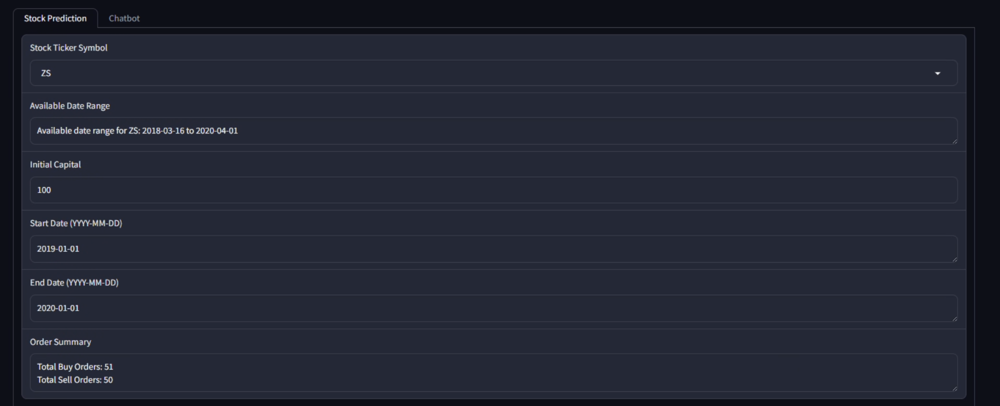 Stock Prediction
Chatbot
Stock Ticker Symbol
ZS
Available Date Range
Available date range for ZS: 2018-03-16 to 2020-04-01
Initial Capital
100
Start Date (YYYY-MM-DD)
2019-01-01
End Date (YYYY-MM-DD)
2020-01-01
Order Summary
Total Buy Orders: 51
Total Sell Orders: 50